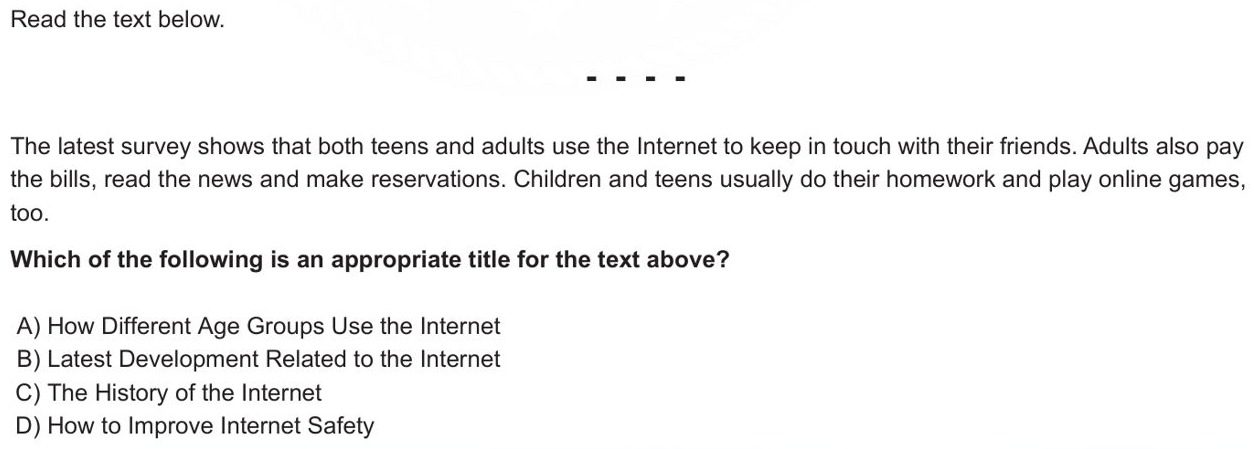 Read the text below.
- - - -
The latest survey shows that both teens and adults use the Internet to keep in touch with their friends. Adults also pay
the bills, read the news and make reservations. Children and teens usually do their homework and play online games,
too.
Which of the following is an appropriate title for the text above?
A) How Different Age Groups Use the Internet
B) Latest Development Related to the Internet
C) The History of the Internet
D) How to Improve Internet Safety